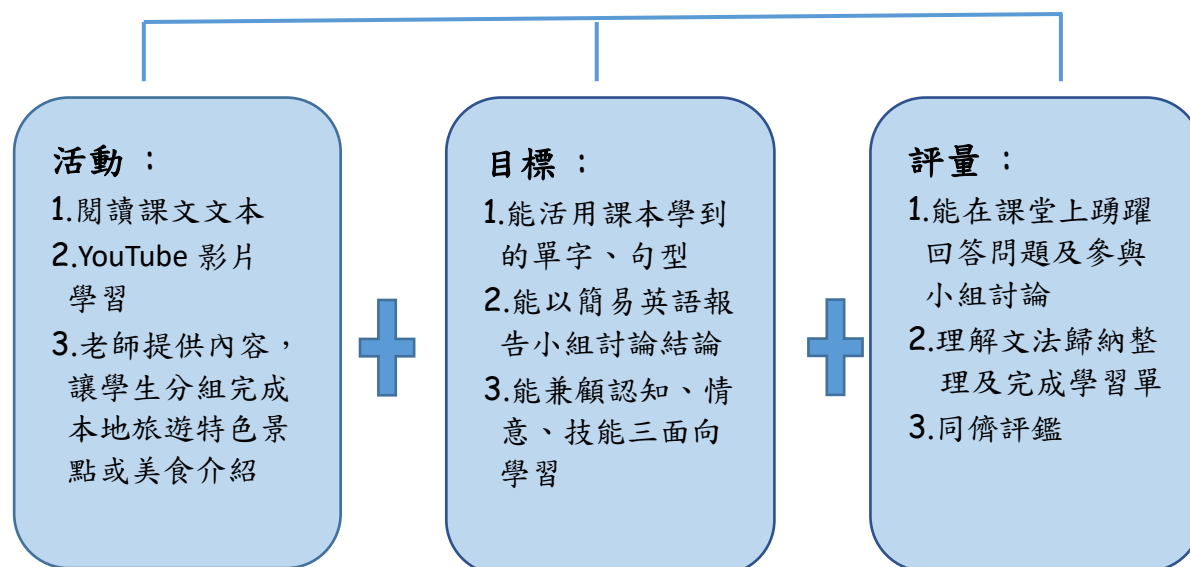 活動：
1.閱讀課文文本
2.YouTube 影片
學習
3.老師提供內容，
讓學生分組完成
本地旅遊特色景
點或美食介紹
目標：
1.能活用課本學到
的單字、句型
2.能以簡易英語報
告小組討論結論
3.能兼顧認知、情
意、技能三面向
學習
評量：
1.能在課堂上踴躍
回答問題及參與
小組討論
2.理解文法歸納整
理及完成學習單
3.同儕評鑑